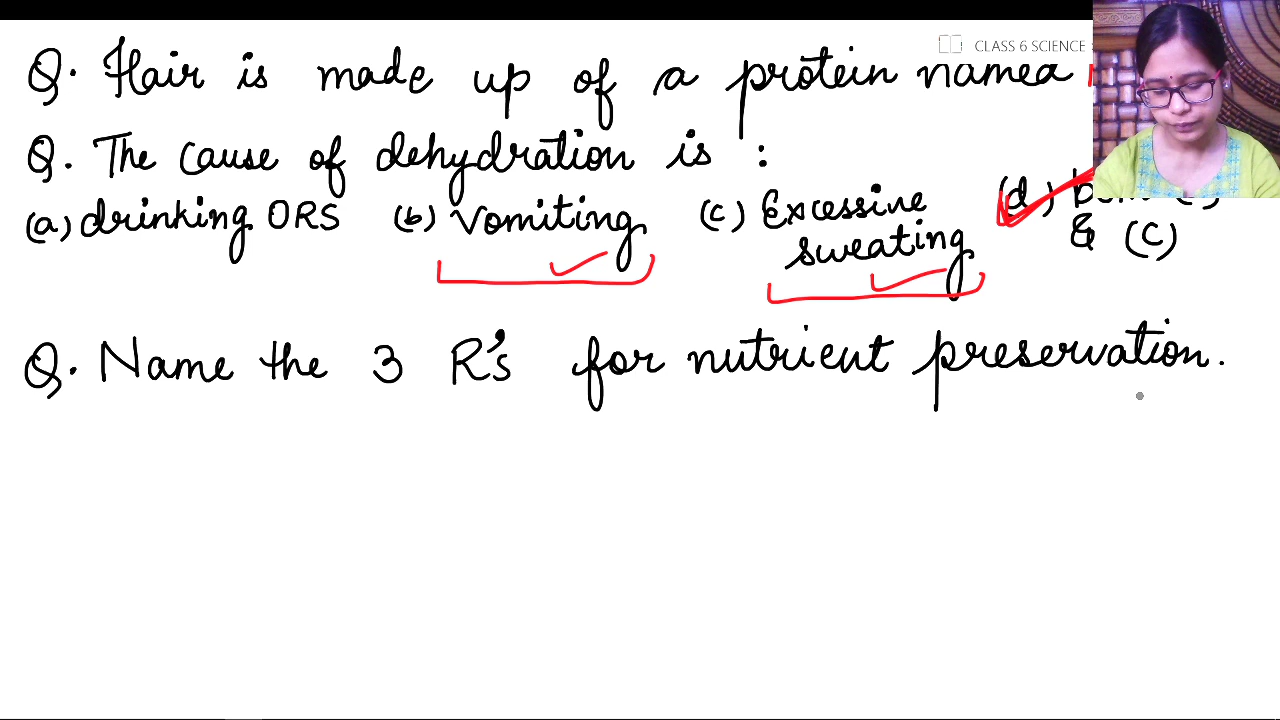 CLASS 6 SCIENCE
Q. Hair is made up of a protein named
Q. The cause of dehydration is :
(a) drinking ORS (b) Vomiting (c) Excessive (d)
sweating & (C)
Q. Name the 3 R's for nutrient preservation.